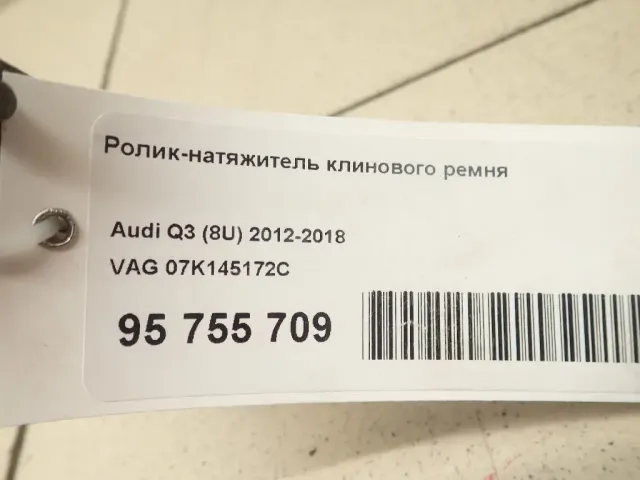 Ролик-натяжитель клинового ремня
Audi Q3 (8U) 2012-2018
VAG 07K145172C
95 755 709